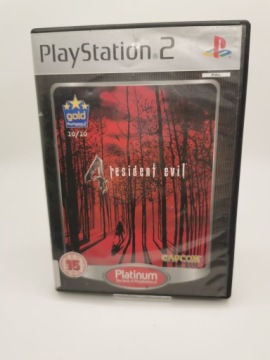 PlayStation 2
gold
10/10
4 resident evil
15
Platinum
CAPCOM